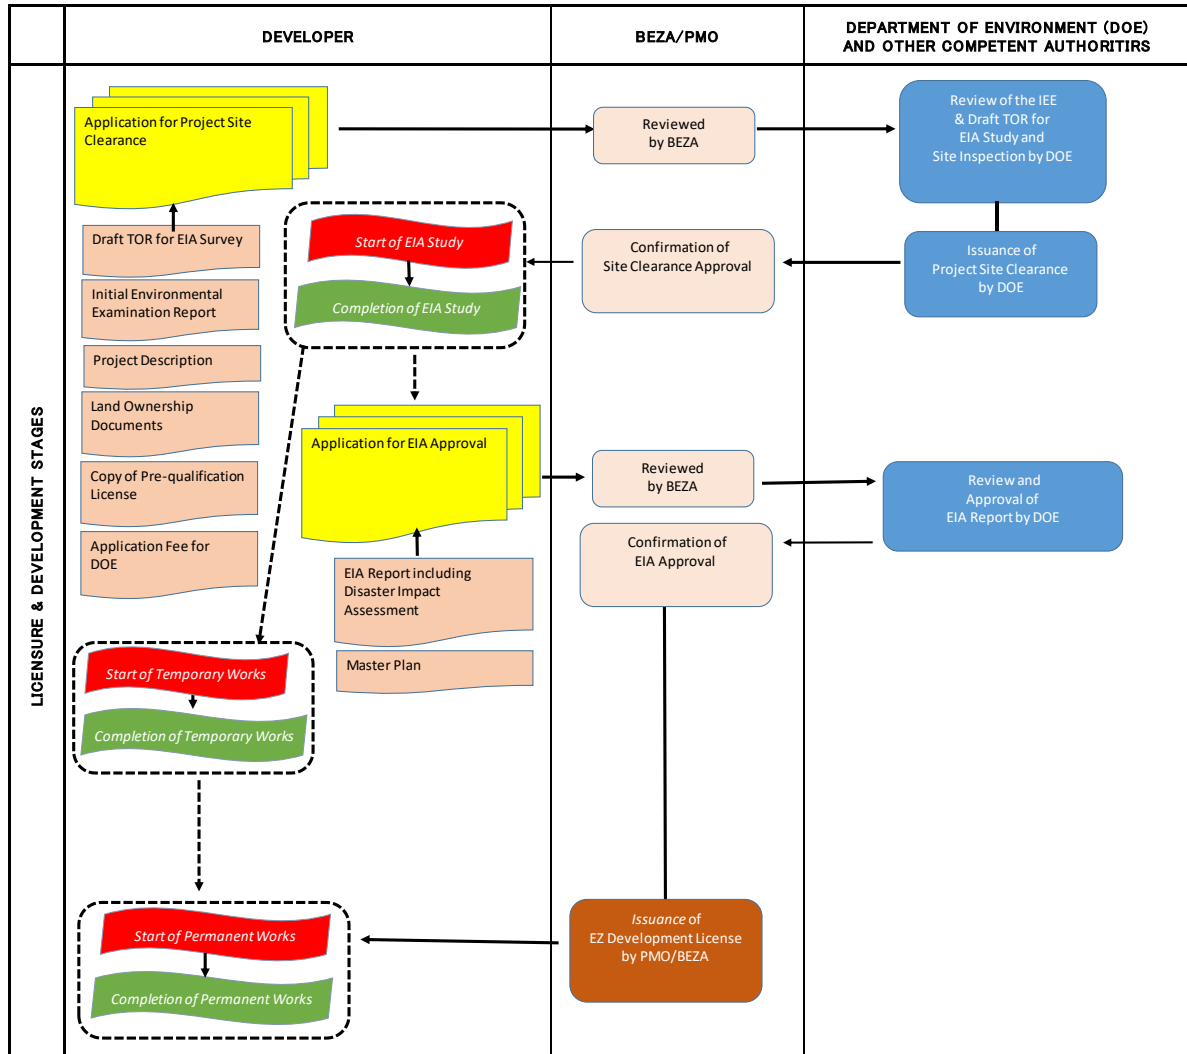 DEVELOPER
BEZA/PMO
DEPARTMENT OF ENVIRONMENT (DOE)
AND OTHER COMPETENT AUTHORITIRS
LICENSURE & DEVELOPMENT STAGES
Application for Project Site
Clearance
Reviewed
by BEZA
Review of the IEE
& Draft TOR for
EIA Study and
Site Inspection by DOE
Draft TOR for EIA Survey
Initial Environmental
Examination Report
Project Description
Land Ownership
Documents
Copy of Pre-qualification
License
Application Fee for
DOE
Start of EIA Study
Completion of EIA Study
Confirmation of
Site Clearance Approval
Issuance of
Project Site Clearance
by DOE
Application for EIA Approval
Reviewed
by BEZA
Review and
Approval of
EIA Report by DOE
Confirmation of
EIA Approval
EIA Report including
Disaster Impact
Assessment
Master Plan
Start of Temporary Works
Completion of Temporary Works
Start of Permanent Works
Completion of Permanent Works
Issuance of
EZ Development License
by PMO/BEZA